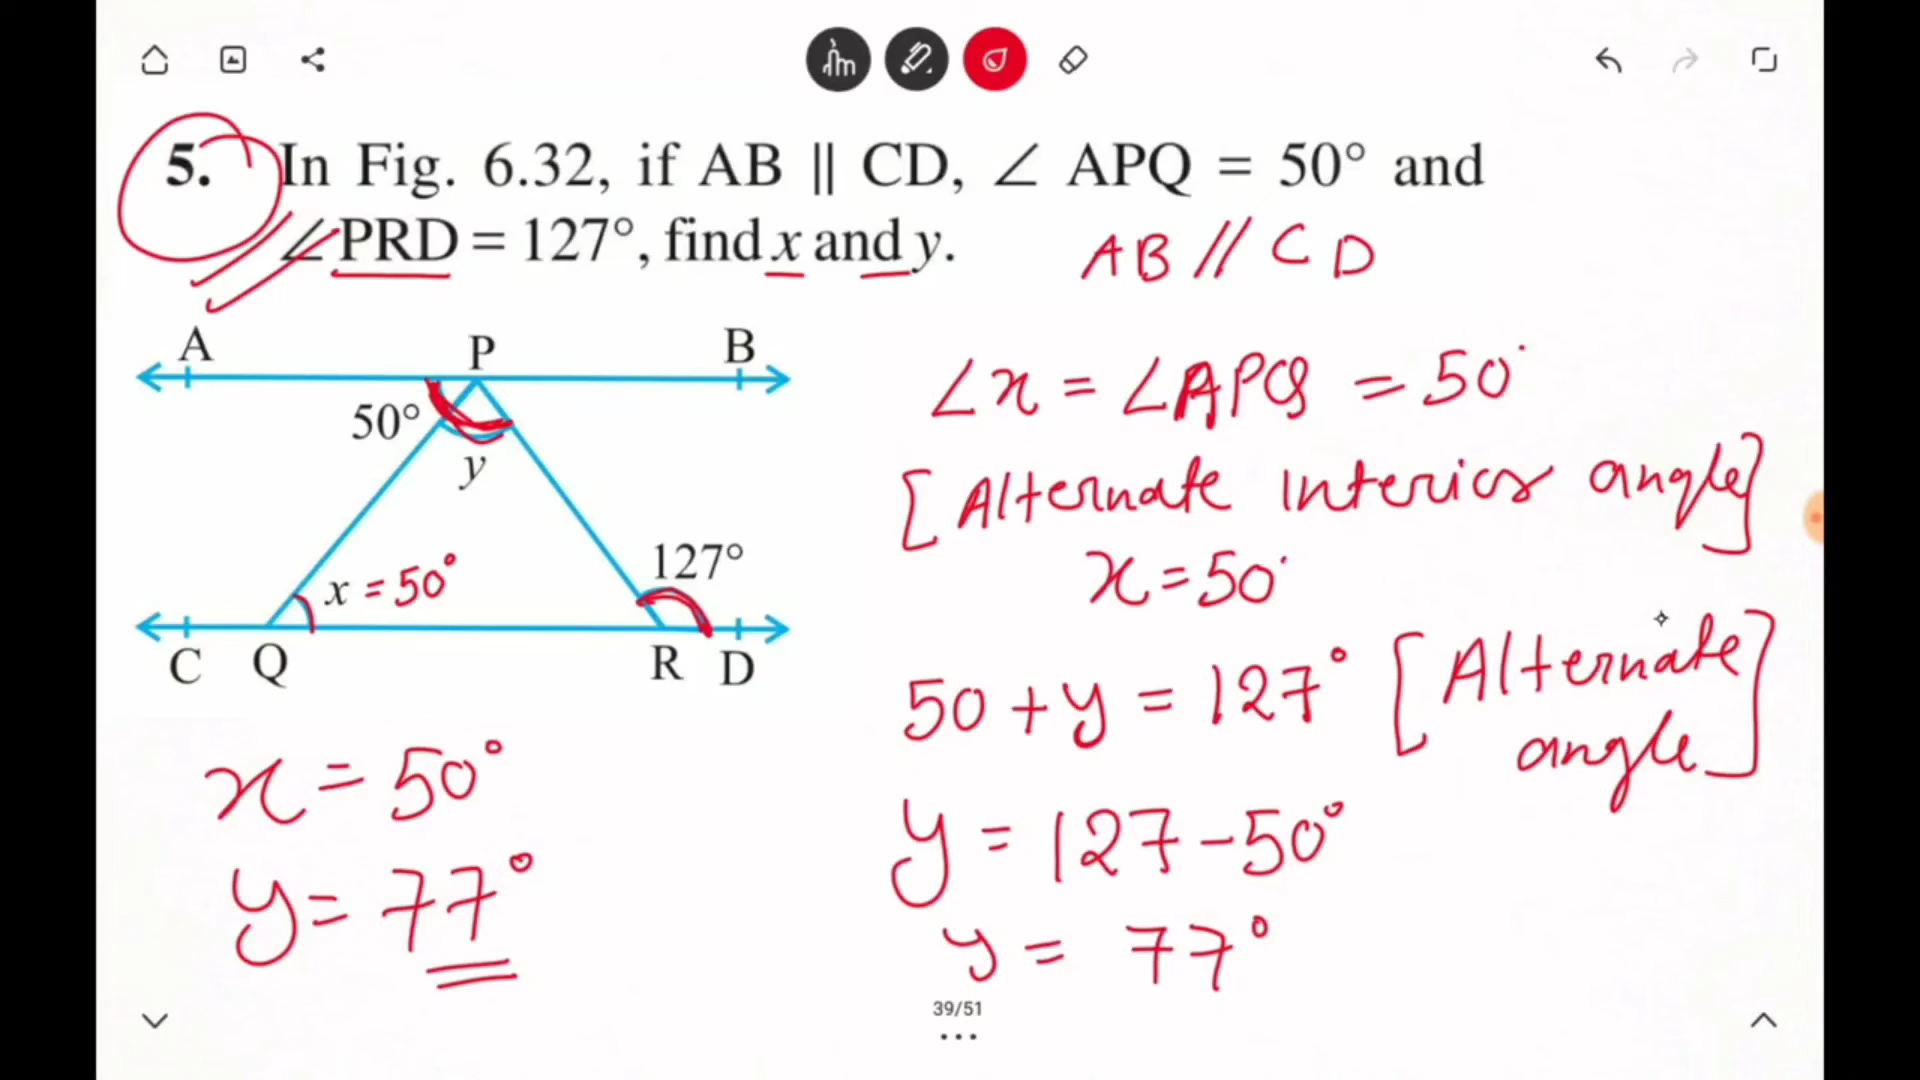 5. In Fig. 6.32, if AB || CD, ∠ APQ = 50° and
∠PRD = 127°, find x and y.
AB // CD
A P B
50°
y
x = 50°
127°
C Q R D
x = 50°
y = 77°
∠x = ∠APQ = 50°
[Alternate Interior angle]
x = 50°
50 + y = 127° [Alternate
angle]
y = 127 - 50°
y = 77°
39/51